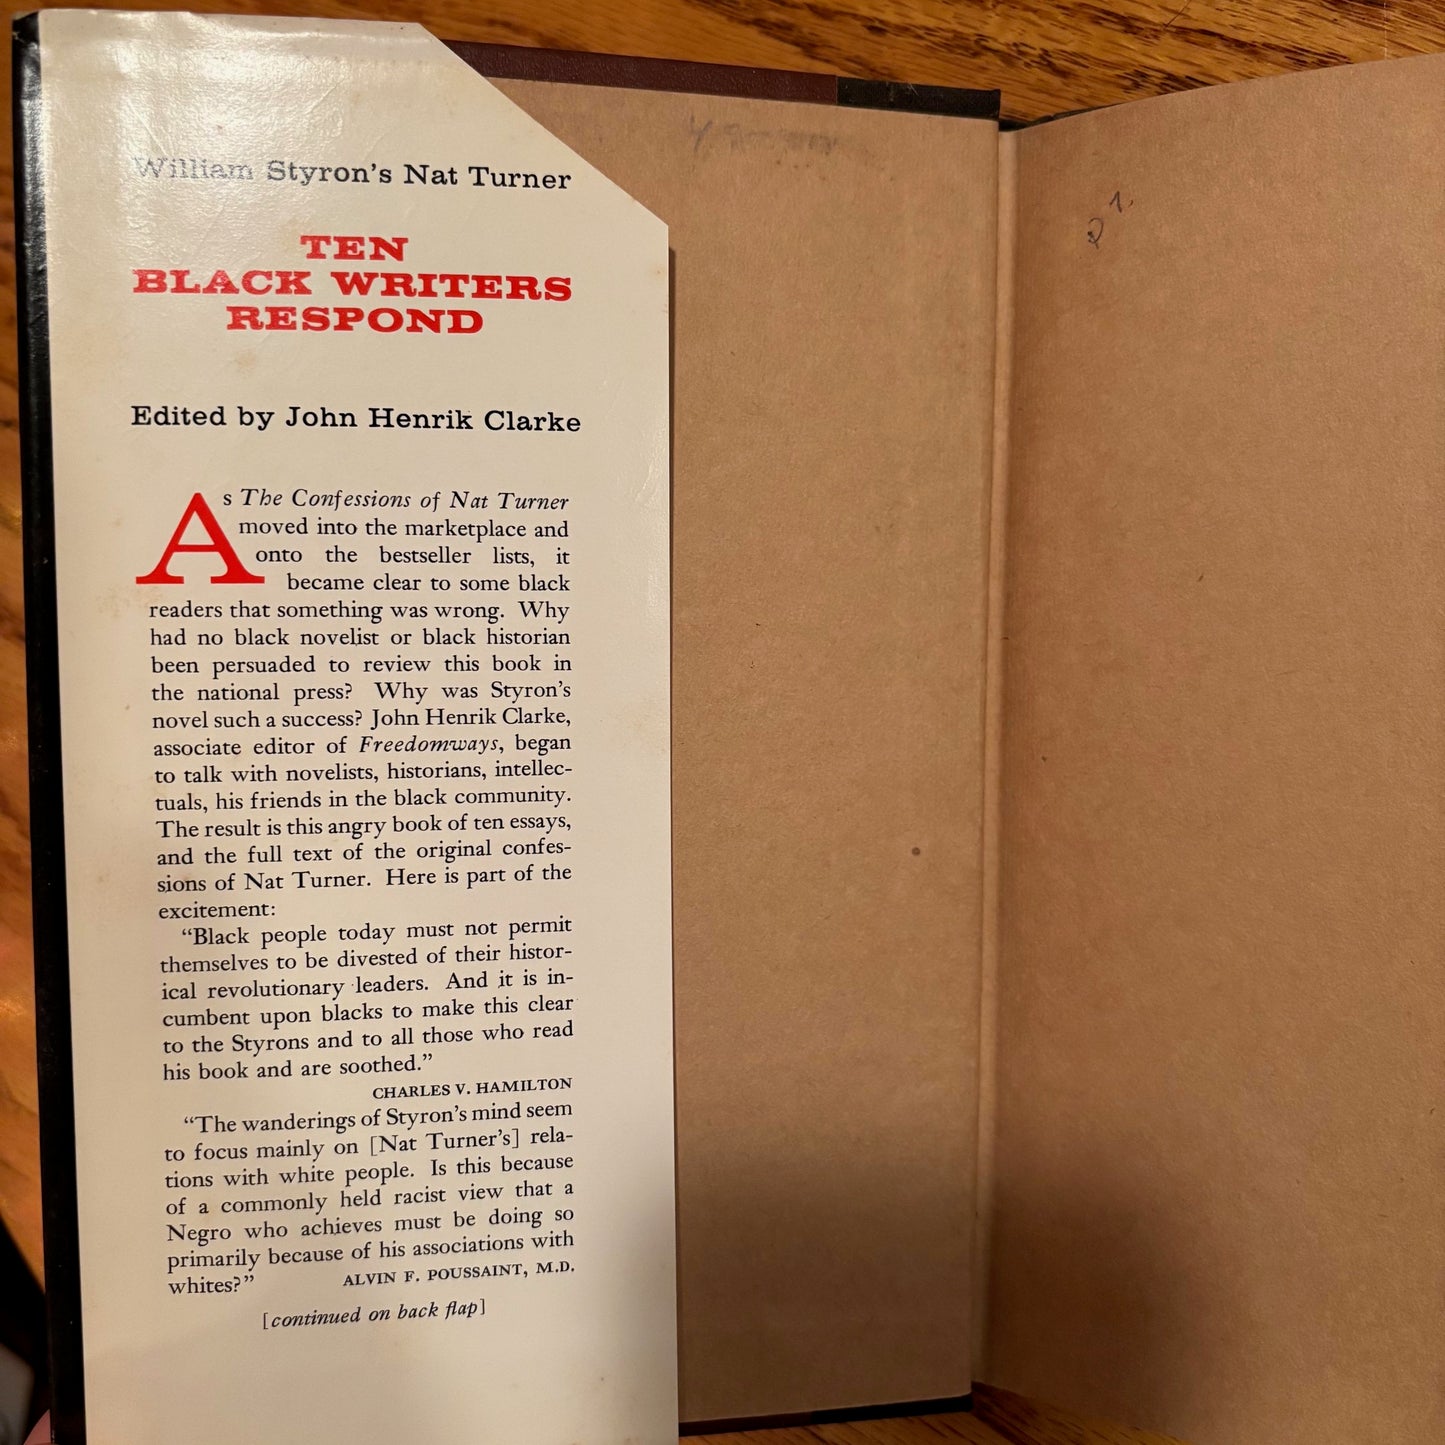 William Styron's Nat Turner
TEN
BLACK WRITERS
RESPOND
Edited by John Henrik Clarke
As The Confessions of Nat Turner
moved into the marketplace and
onto the bestseller lists, it
became clear to some black
readers that something was wrong. Why
had no black novelist or black historian
been persuaded to review this book in
the national press? Why was Styron's
novel such a success? John Henrik Clarke,
associate editor of Freedomways, began
to talk with novelists, historians, intellec-
tuals, his friends in the black community.
The result is this angry book of ten essays,
and the full text of the original confes-
sions of Nat Turner. Here is part of the
excitement:
“Black people today must not permit
themselves to be divested of their histor-
ical revolutionary leaders. And it is in-
cumbent upon blacks to make this clear
to the Styrons and to all those who read
his book and are soothed.”
CHARLES V. HAMILTON
“The wanderings of Styron's mind seem
to focus mainly on [Nat Turner's] rela-
tions with white people. Is this because
of a commonly held racist view that a
Negro who achieves must be doing so
primarily because of his associations with
whites?” ALVIN F. POUSSAINT, M.D.
[continued on back flap]